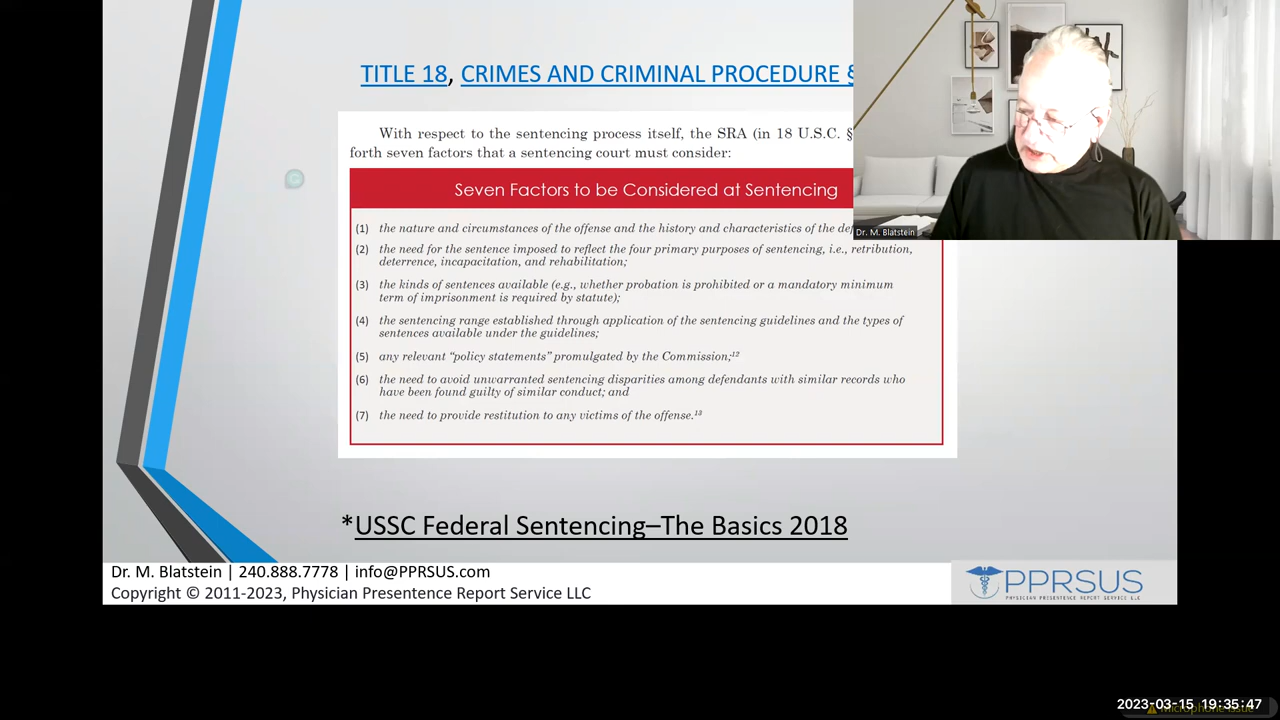 TITLE 18, CRIMES AND CRIMINAL PROCEDURE §
With respect to the sentencing process itself, the SRA (in 18 U.S.C. §
forth seven factors that a sentencing court must consider:
Seven Factors to be Considered at Sentencing
(1) the nature and circumstances of the offense and the history and characteristics of the
(2) the need for the sentence imposed to reflect the four primary purposes of sentencing, i.e., retribution,
deterrence, incapacitation, and rehabilitation;
(3) the kinds of sentences available (e.g., whether probation is prohibited or a mandatory minimum
term of imprisonment is required by statute);
(4) the sentencing range established through application of the sentencing guidelines and the types of
sentences available under the guidelines;
(5) any relevant “policy statements” promulgated by the Commission;12
(6) the need to avoid unwarranted sentencing disparities among defendants with similar records who
have been found guilty of similar conduct; and
(7) the need to provide restitution to any victims of the offense.13
*USSC Federal Sentencing–The Basics 2018
Dr. M. Blatstein | 240.888.7778 | info@PPRSUS.com
Copyright © 2011-2023, Physician Presentence Report Service LLC
PPRSUS
PHYSICIAN PRESENTENCE REPORT SERVICE LLC
Dr. M. Blatstein
2023-03-15 19:35:47